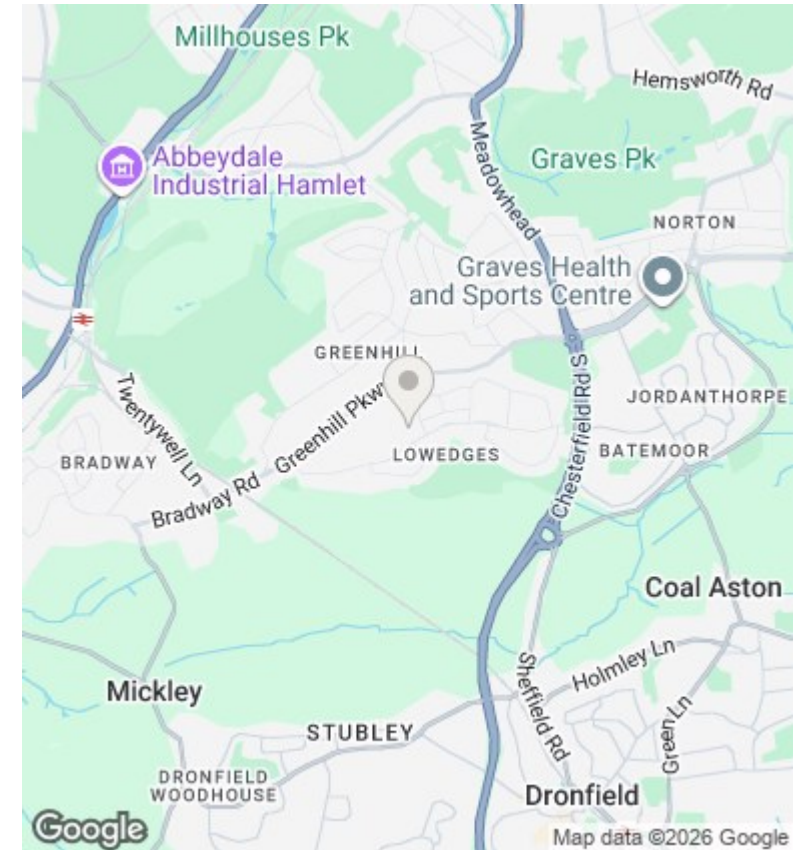 Millhouses Pk
Hemsworth Rd
Abbeydale
Industrial Hamlet
Meadowhead
Graves Pk
NORTON
Graves Health
and Sports Centre
GREENHILL
Twentywell Ln
Greenhill Pkwy
Chesterfield Rd S
JORDANTHORPE
BRADWAY
LOWEDGES
BATEMOOR
Bradway Rd
Coal Aston
Holmley Ln
Mickley
Sheffield Rd
Green Ln
STUBLEY
DRONFIELD
WOODHOUSE
Dronfield
Google
Map data ©2026 Google